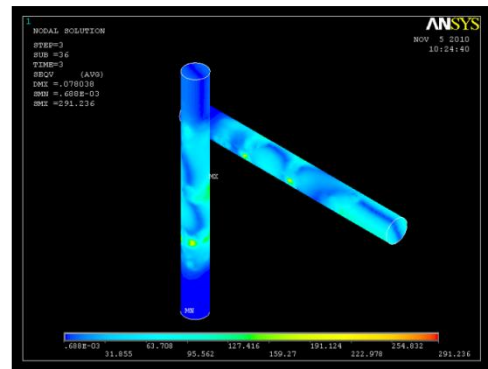 1
NODAL SOLUTION
STEP=3
SUB =36
TIME=3
SEQV (AVG)
DMX =.078038
SMN =.688E-03
SMX =291.236
ANSYS
NOV 5 2010
10:24:40
MX
MN
.688E-03 63.708 127.416 191.124 254.832
31.855 95.562 159.27 222.978 291.236